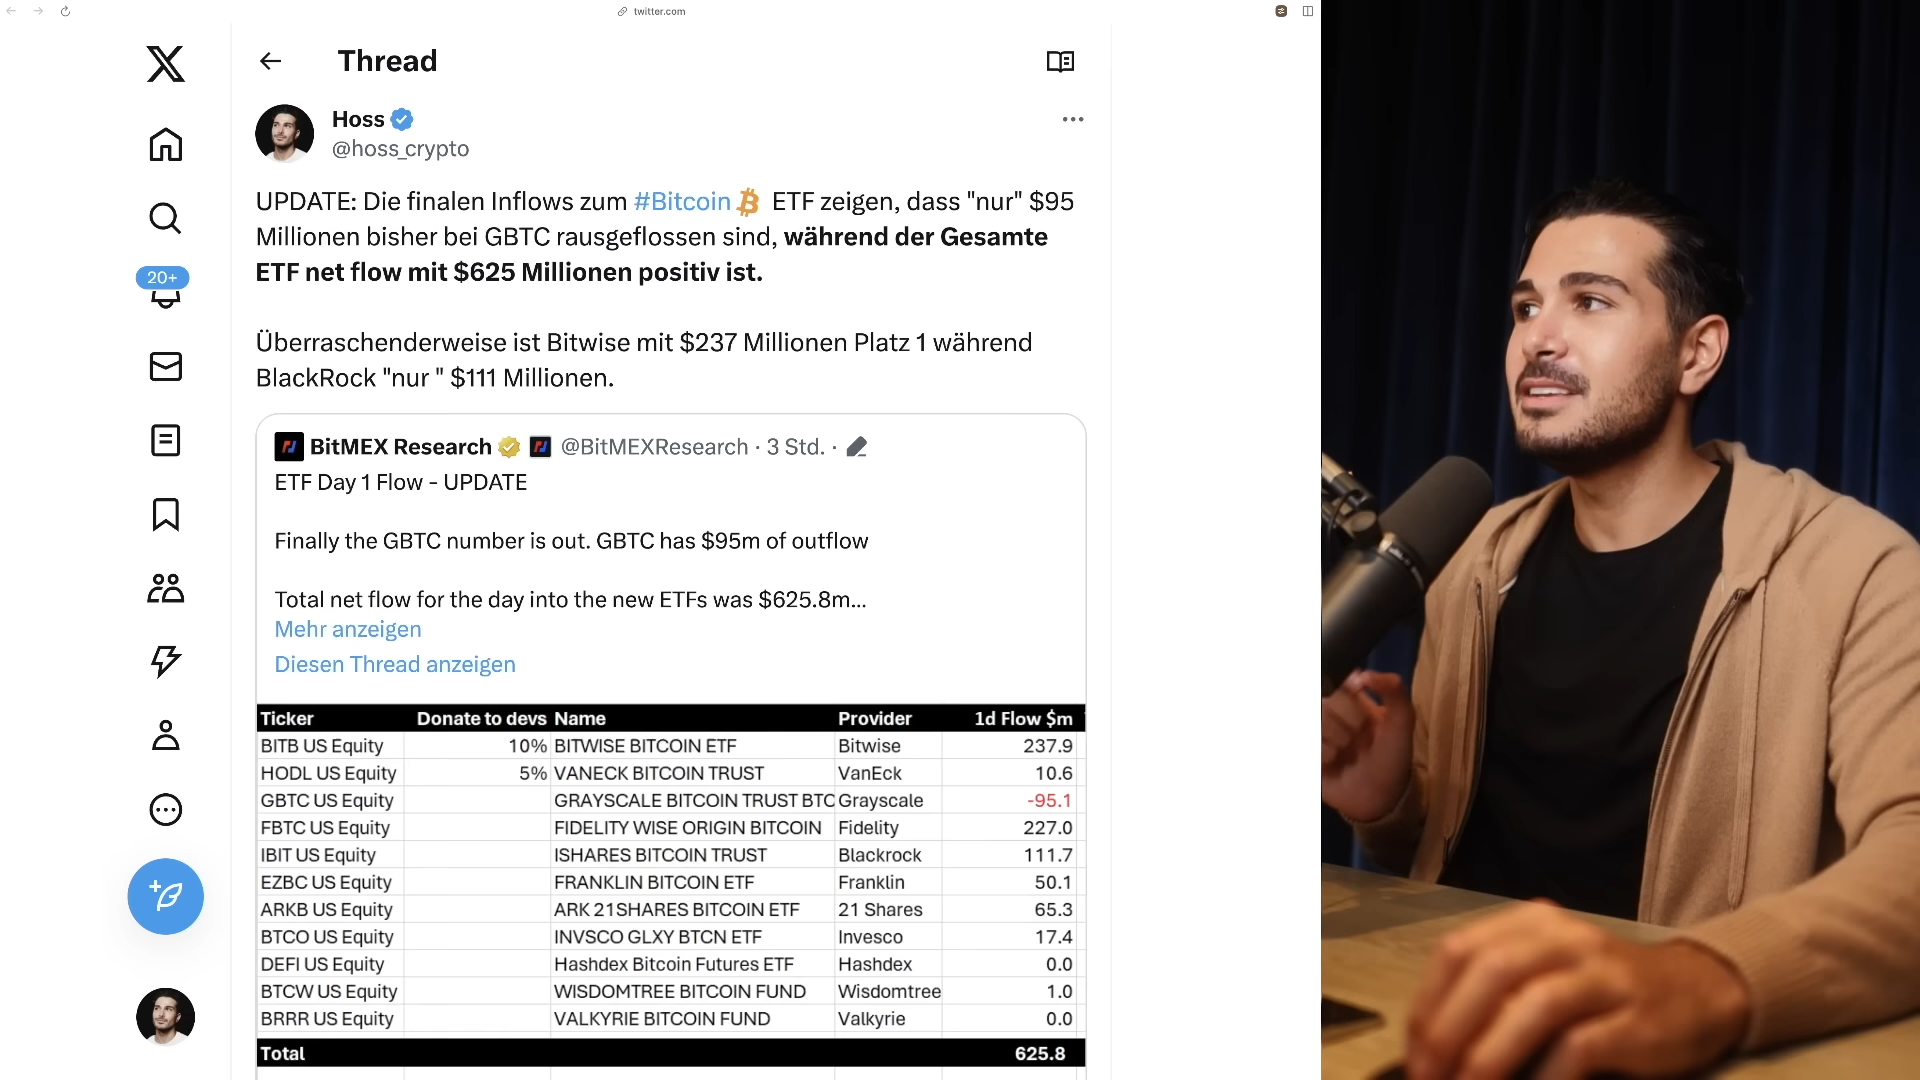 twitter.com
Thread
Hoss
@hoss_crypto
UPDATE: Die finalen Inflows zum #Bitcoin ETF zeigen, dass "nur" $95
Millionen bisher bei GBTC rausgeflossen sind, während der Gesamte
ETF net flow mit $625 Millionen positiv ist.
20+
Überraschenderweise ist Bitwise mit $237 Millionen Platz 1 während
BlackRock "nur " $111 Millionen.
BitMEX Research @BitMEXResearch · 3 Std. ·
ETF Day 1 Flow - UPDATE
Finally the GBTC number is out. GBTC has $95m of outflow
Total net flow for the day into the new ETFs was $625.8m...
Mehr anzeigen
Diesen Thread anzeigen
Ticker Donate to devs Name Provider 1d Flow $m
BITB US Equity 10% BITWISE BITCOIN ETF Bitwise 237.9
HODL US Equity 5% VANECK BITCOIN TRUST VanEck 10.6
GBTC US Equity GRAYSCALE BITCOIN TRUST BTC Grayscale -95.1
FBTC US Equity FIDELITY WISE ORIGIN BITCOIN Fidelity 227.0
IBIT US Equity ISHARES BITCOIN TRUST Blackrock 111.7
EZBC US Equity FRANKLIN BITCOIN ETF Franklin 50.1
ARKB US Equity ARK 21SHARES BITCOIN ETF 21 Shares 65.3
BTCO US Equity INVSCO GLXY BTCN ETF Invesco 17.4
DEFI US Equity Hashdex Bitcoin Futures ETF Hashdex 0.0
BTCW US Equity WISDOMTREE BITCOIN FUND Wisdomtree 1.0
BRRR US Equity VALKYRIE BITCOIN FUND Valkyrie 0.0
Total 625.8